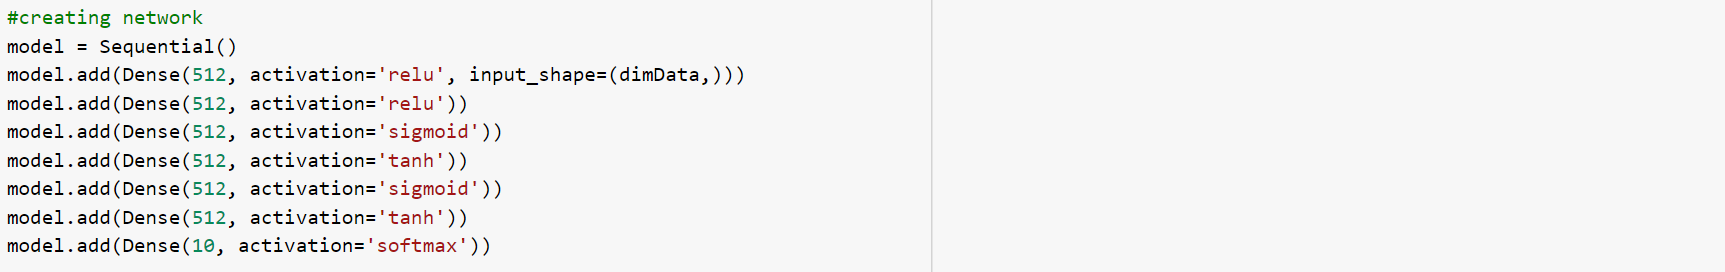 #creating network
model = Sequential()
model.add(Dense(512, activation='relu', input_shape=(dimData,)))
model.add(Dense(512, activation='relu'))
model.add(Dense(512, activation='sigmoid'))
model.add(Dense(512, activation='tanh'))
model.add(Dense(512, activation='sigmoid'))
model.add(Dense(512, activation='tanh'))
model.add(Dense(10, activation='softmax'))